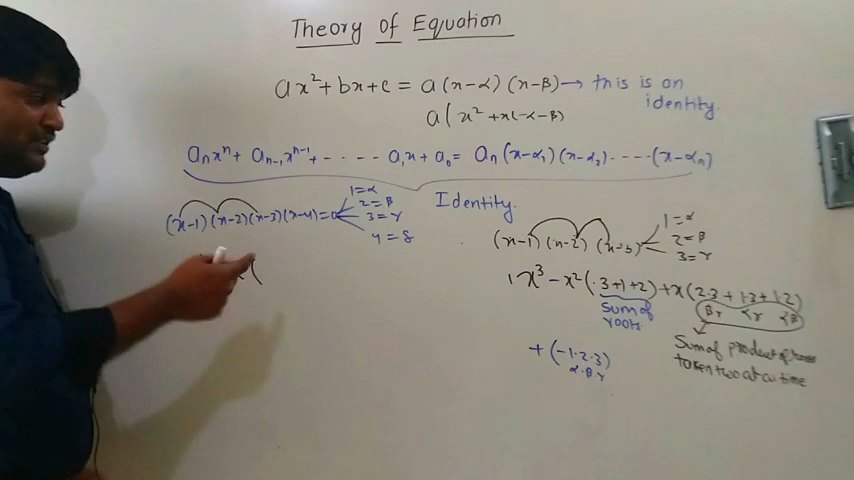 Theory of Equation
ax² + bx + c = a(x-α)(x-β) → this is an
identity.
a(x² + x(-α-β)
aₙxⁿ + aₙ₋₁xⁿ⁻¹ + ...... a₁x + aₙ = aₙ(x-α₁)(x-α₂)......(x-αₙ)
Identity.
(x-1)(x-2)(x-3)(x-4)=0
1=α
2=β
3=γ
4=δ
(x-1)(x-2)(x-3)
1=α
2=β
3=γ
1x³ - x²(3+1+2) + x(2·3 + 1·3 + 1·2)
Sum of
roots
βγ αγ αβ
Sum of product of roots
taken two at a time
+ (-1·2·3)
α·β·γ